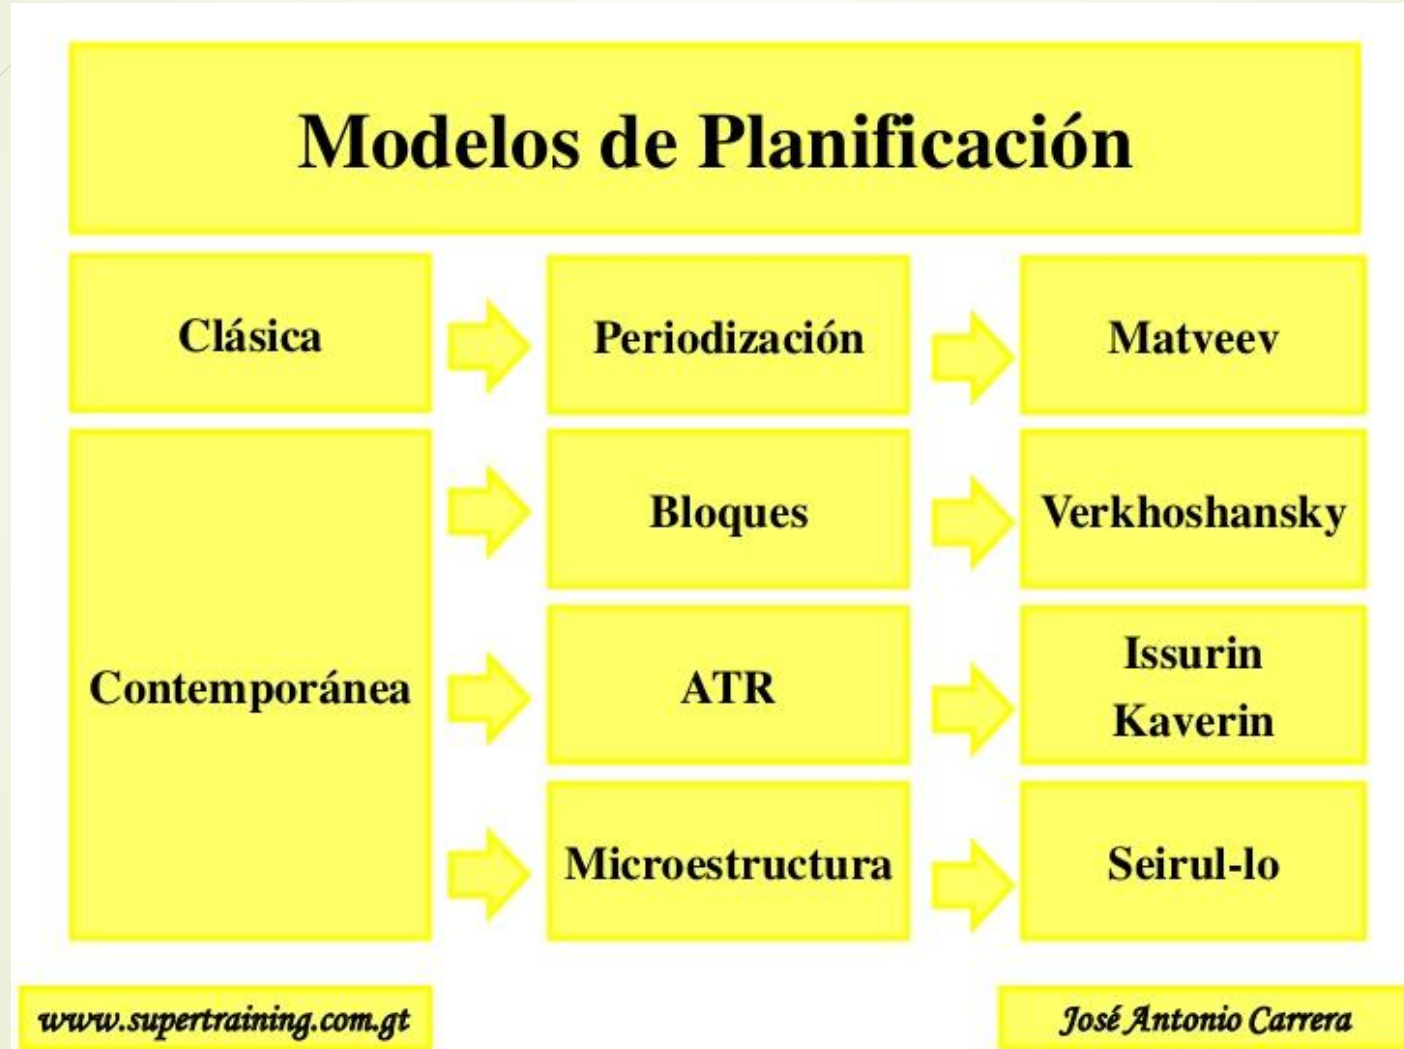 Modelos de Planificación
Clásica
Periodización
Matveev
Contemporánea
Bloques
Verkhoshansky
ATR
Issurin
Kaverin
Microestructura
Seirul-lo
www.supertraining.com.gt
José Antonio Carrera